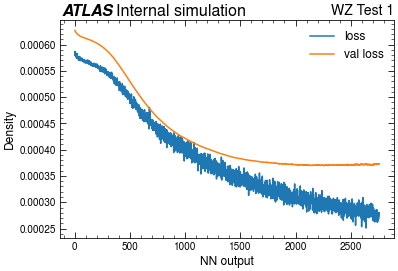 ATLAS Internal simulation WZ Test 1
loss
val loss
0.00060
0.00055
0.00050
0.00045
0.00040
0.00035
0.00030
0.00025
Density
0 500 1000 1500 2000 2500
NN output